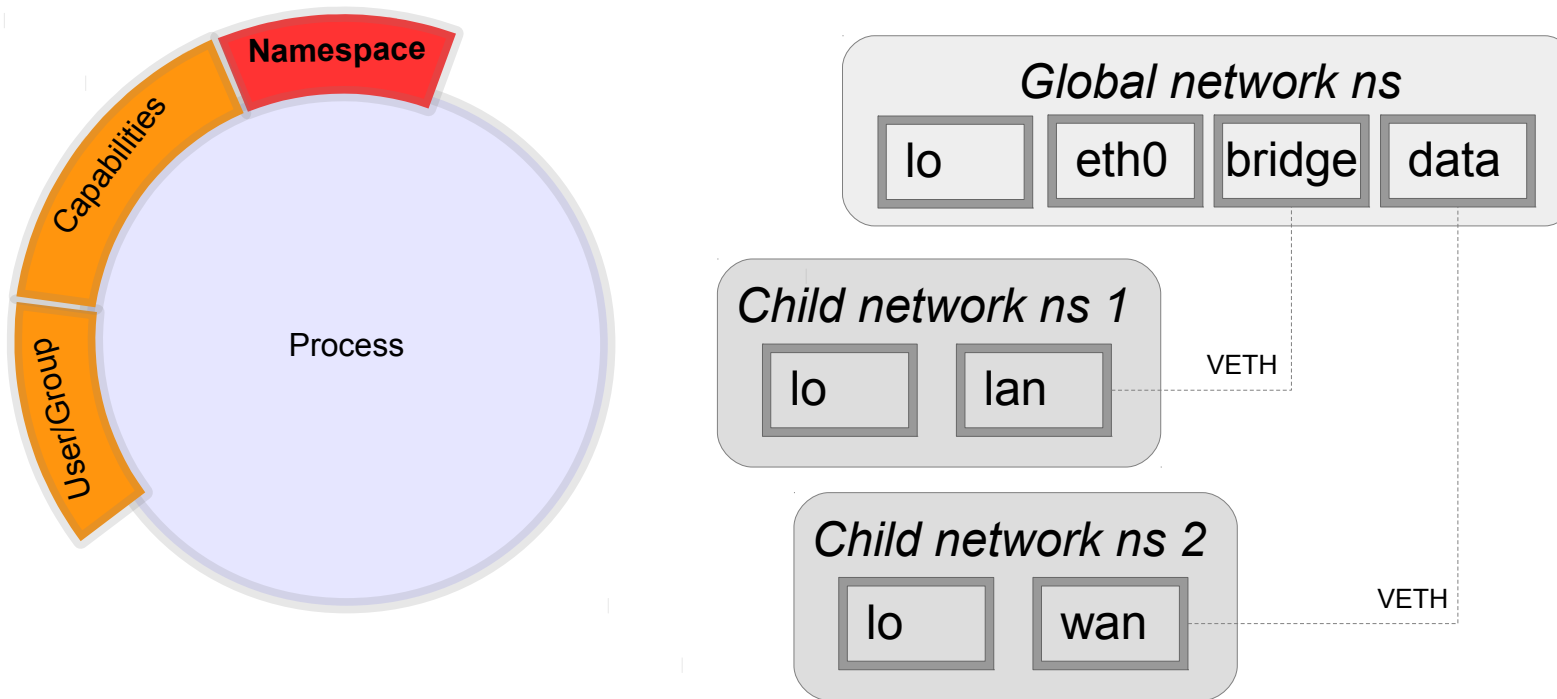 Namespace
Capabilities
User/Group
Process
Global network ns
lo
eth0
bridge
data
Child network ns 1
lo
lan
VETH
Child network ns 2
lo
wan
VETH